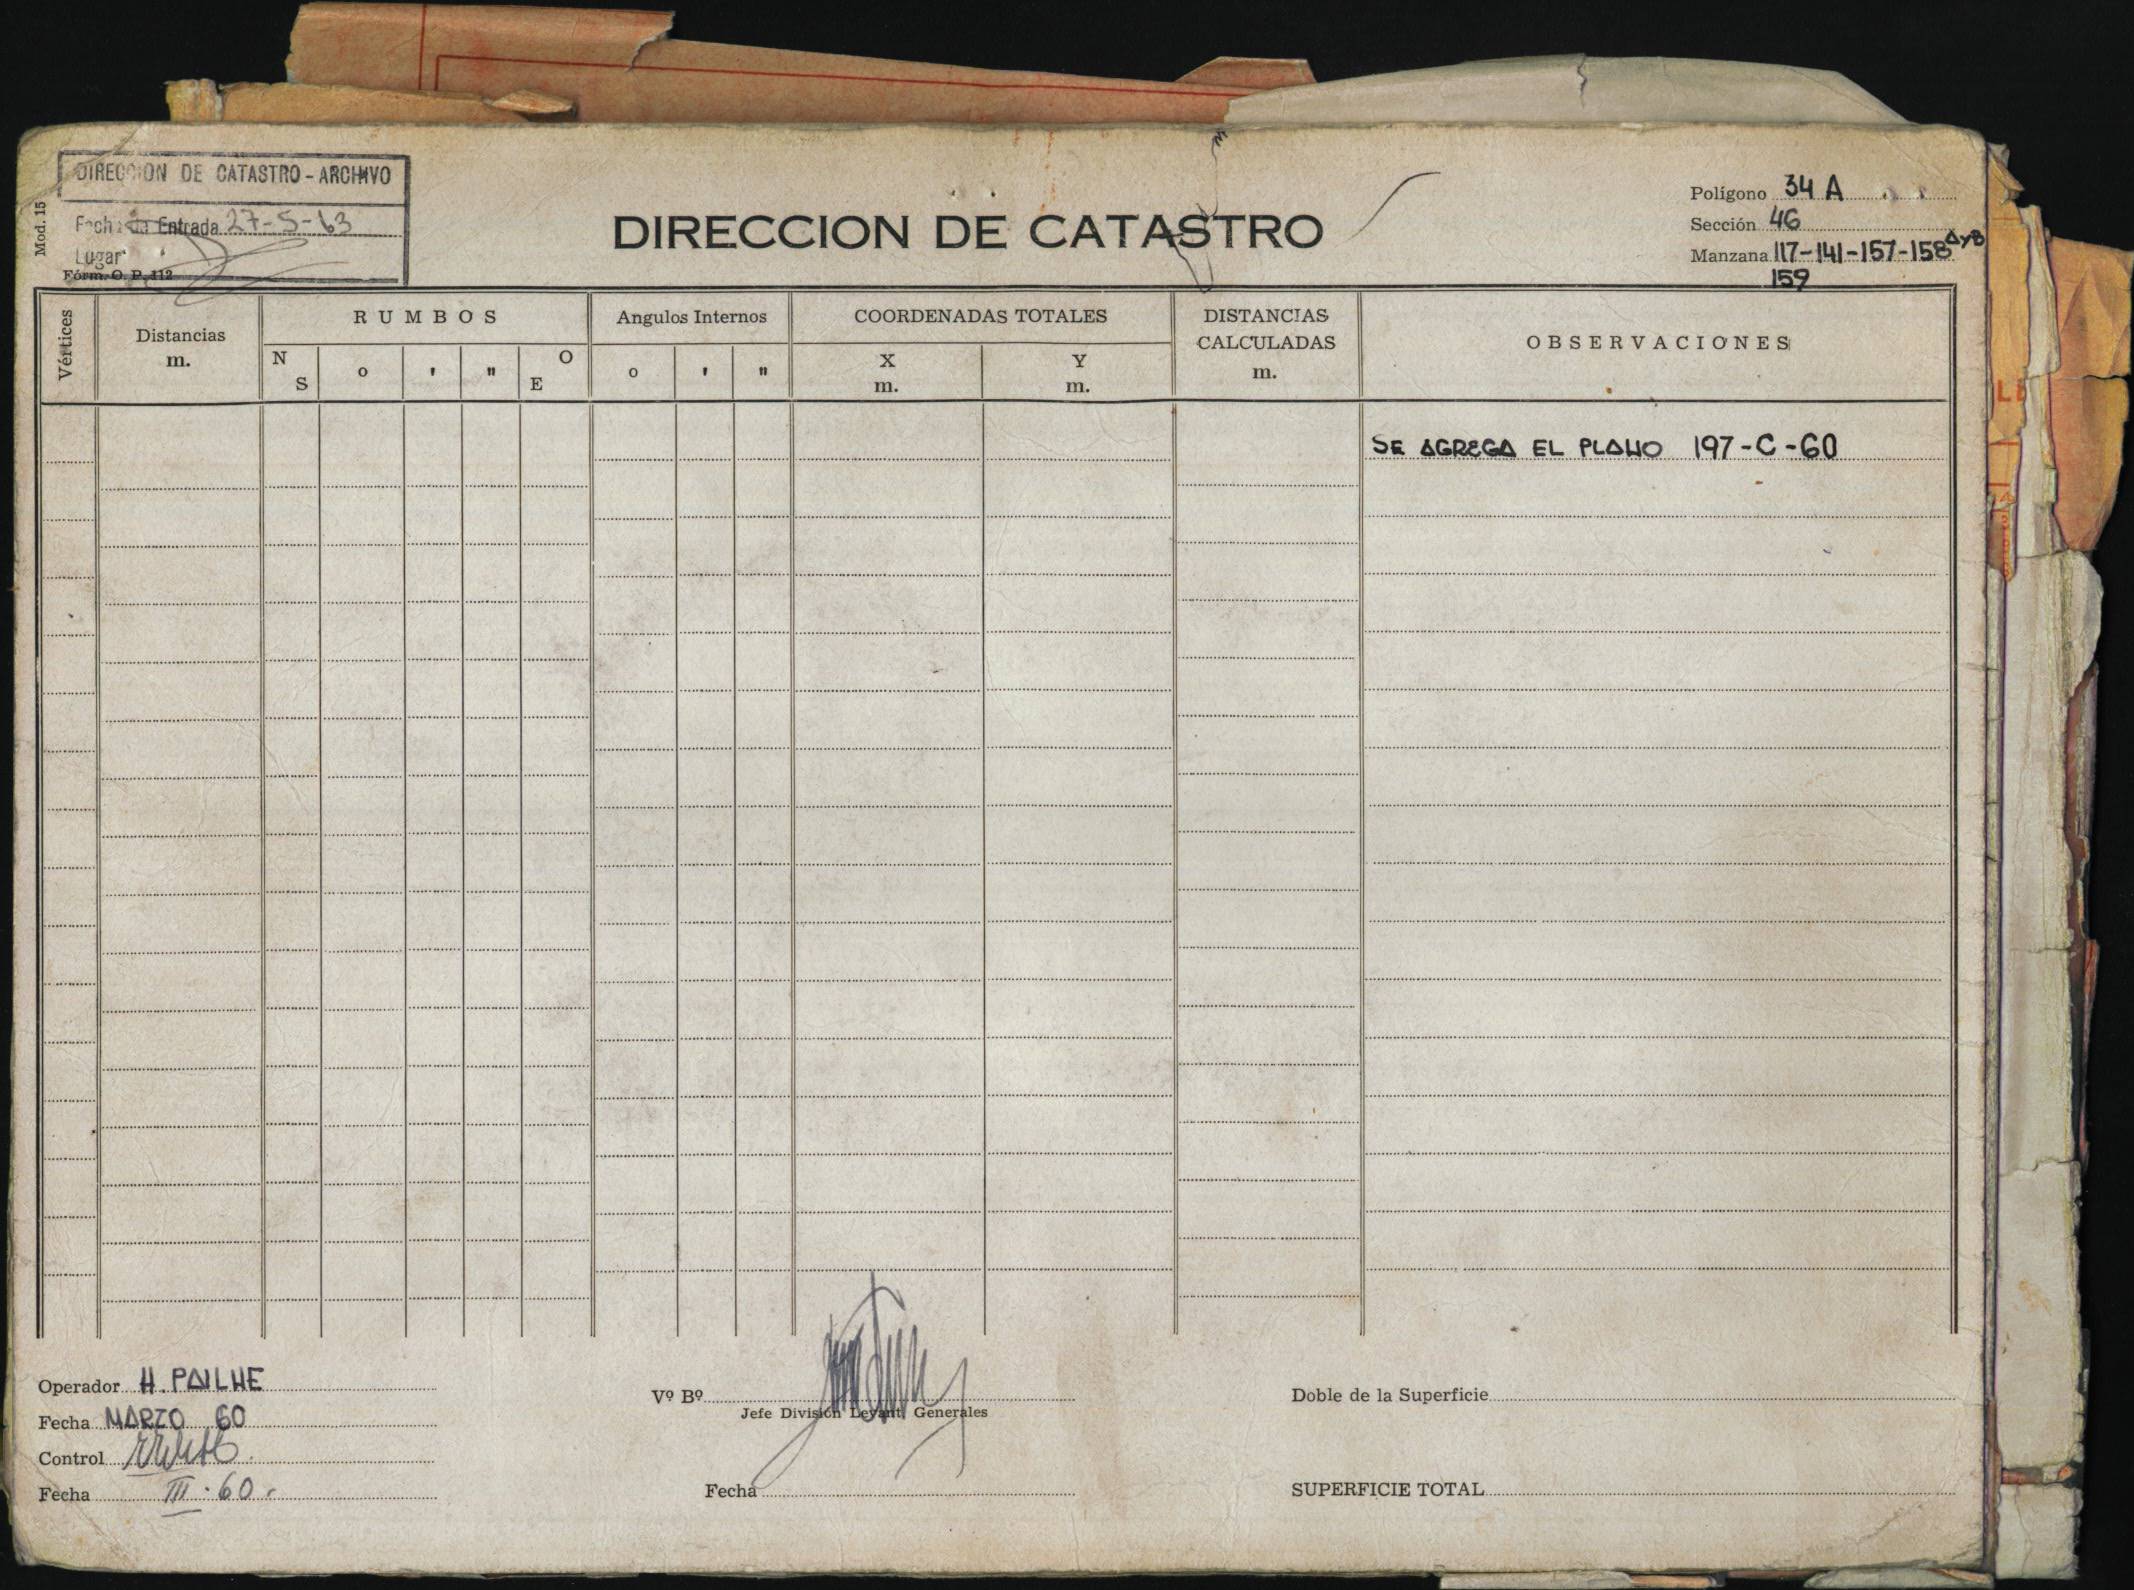 DIRECCION DE CATASTRO - ARCHIVO
Fecha de Entrada 27-5-63
Lugar
Fórm. O. P. 112
Mod. 15
DIRECCION DE CATASTRO
Polígono 34 A
Sección 46
Manzana 117-141-157-158 A y B
159
Vértices
Distancias
m.
RUMBOS
N
S
o
'
"
O
E
Angulos Internos
o
'
"
COORDENADAS TOTALES
X
m.
Y
m.
DISTANCIAS
CALCULADAS
m.
OBSERVACIONES
SE AGREGA EL PLANO 197-C-60
Operador H. PAILHE
Fecha MARZO 60
Control
Fecha III-60.
Vº Bº
Jefe División Levant. Generales
Fecha
Doble de la Superficie
SUPERFICIE TOTAL